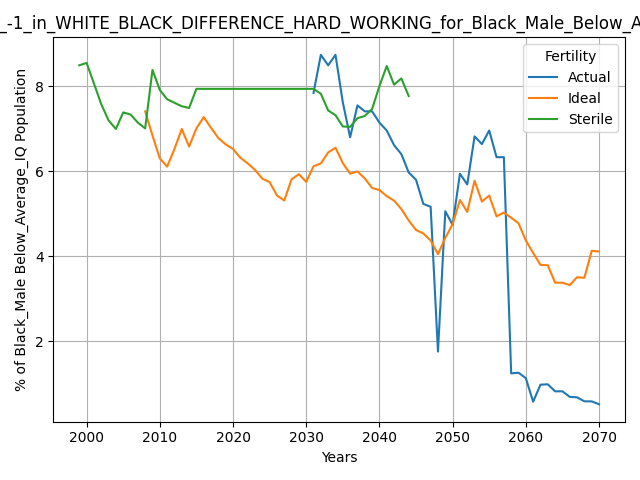 _-1_in_WHITE_BLACK_DIFFERENCE_HARD_WORKING_for_Black_Male_Below_A
Fertility
Actual
Ideal
Sterile
% of Black_Male Below_Average_IQ Population
8
6
4
2
2000 2010 2020 2030 2040 2050 2060 2070
Years